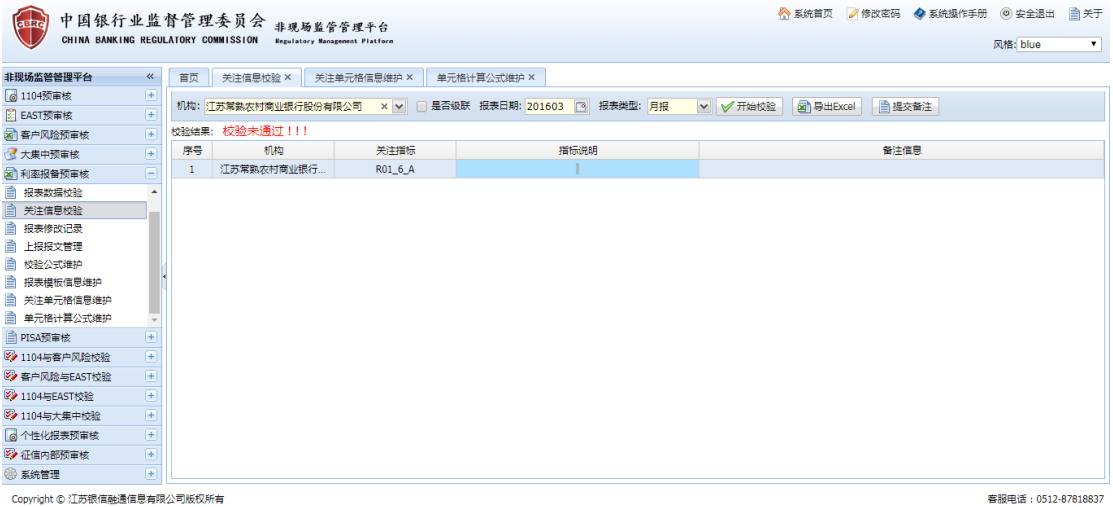 中国银行业监督管理委员会 非现场监管管理平台
CHINA BANKING REGULATORY COMMISSION Regulatory Management Platform
CBRC
系统首页 修改密码 系统操作手册 安全退出 关于
风格: blue
非现场监管管理平台 «
首页 关注信息校验 × 关注单元格信息维护 × 单元格计算公式维护 ×
1104预审核
EAST预审核
客户风险预审核
大集中预审核
利率报备预审核
报表数据校验
关注信息校验
报表修改记录
上报报文管理
校验公式维护
报表模板信息维护
关注单元格信息维护
单元格计算公式维护
PISA预审核
1104与客户风险校验
客户风险与EAST校验
1104与EAST校验
1104与大集中校验
个性化报表预审核
征信内部预审核
系统管理
机构: 江苏常熟农村商业银行股份有限公司 × 是否级联 报表日期: 201603 报表类型: 月报 开始校验 导出Excel 提交备注
校验结果: 校验未通过！！！
序号 机构 关注指标 指标说明 备注信息
1 江苏常熟农村商业银行... R01_6_A
Copyright © 江苏银信融通信息有限公司版权所有
客服电话：0512-87818837